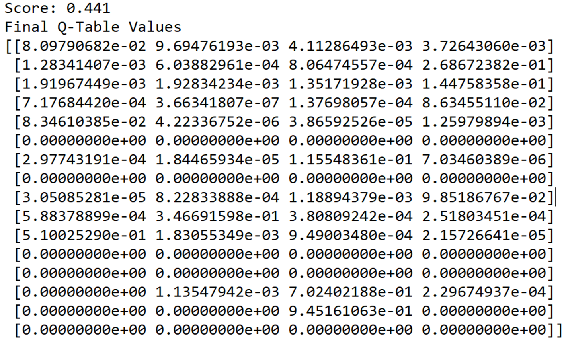 Score: 0.441
Final Q-Table Values
[[8.09790682e-02 9.69476193e-03 4.11286493e-03 3.72643060e-03]
[1.28341407e-03 6.03882961e-04 8.06474557e-04 2.68672382e-01]
[1.91967449e-03 1.92834234e-03 1.35171928e-03 1.44758358e-01]
[7.17684420e-04 3.66341807e-07 1.37698057e-04 8.63455110e-02]
[8.34610385e-02 4.22336752e-06 3.86592526e-05 1.25979894e-03]
[0.00000000e+00 0.00000000e+00 0.00000000e+00 0.00000000e+00]
[2.97743191e-04 1.84465934e-05 1.15548361e-01 7.03460389e-06]
[0.00000000e+00 0.00000000e+00 0.00000000e+00 0.00000000e+00]
[3.05085281e-05 8.22833888e-04 1.18894379e-03 9.85186767e-02]
[5.88378899e-04 3.46691598e-01 3.80809242e-04 2.51803451e-04]
[5.10025290e-01 1.83055349e-03 9.49003480e-04 2.15726641e-05]
[0.00000000e+00 0.00000000e+00 0.00000000e+00 0.00000000e+00]
[0.00000000e+00 0.00000000e+00 0.00000000e+00 0.00000000e+00]
[0.00000000e+00 1.13547942e-03 7.02402188e-01 2.29674937e-04]
[0.00000000e+00 0.00000000e+00 9.45161063e-01 0.00000000e+00]
[0.00000000e+00 0.00000000e+00 0.00000000e+00 0.00000000e+00]]